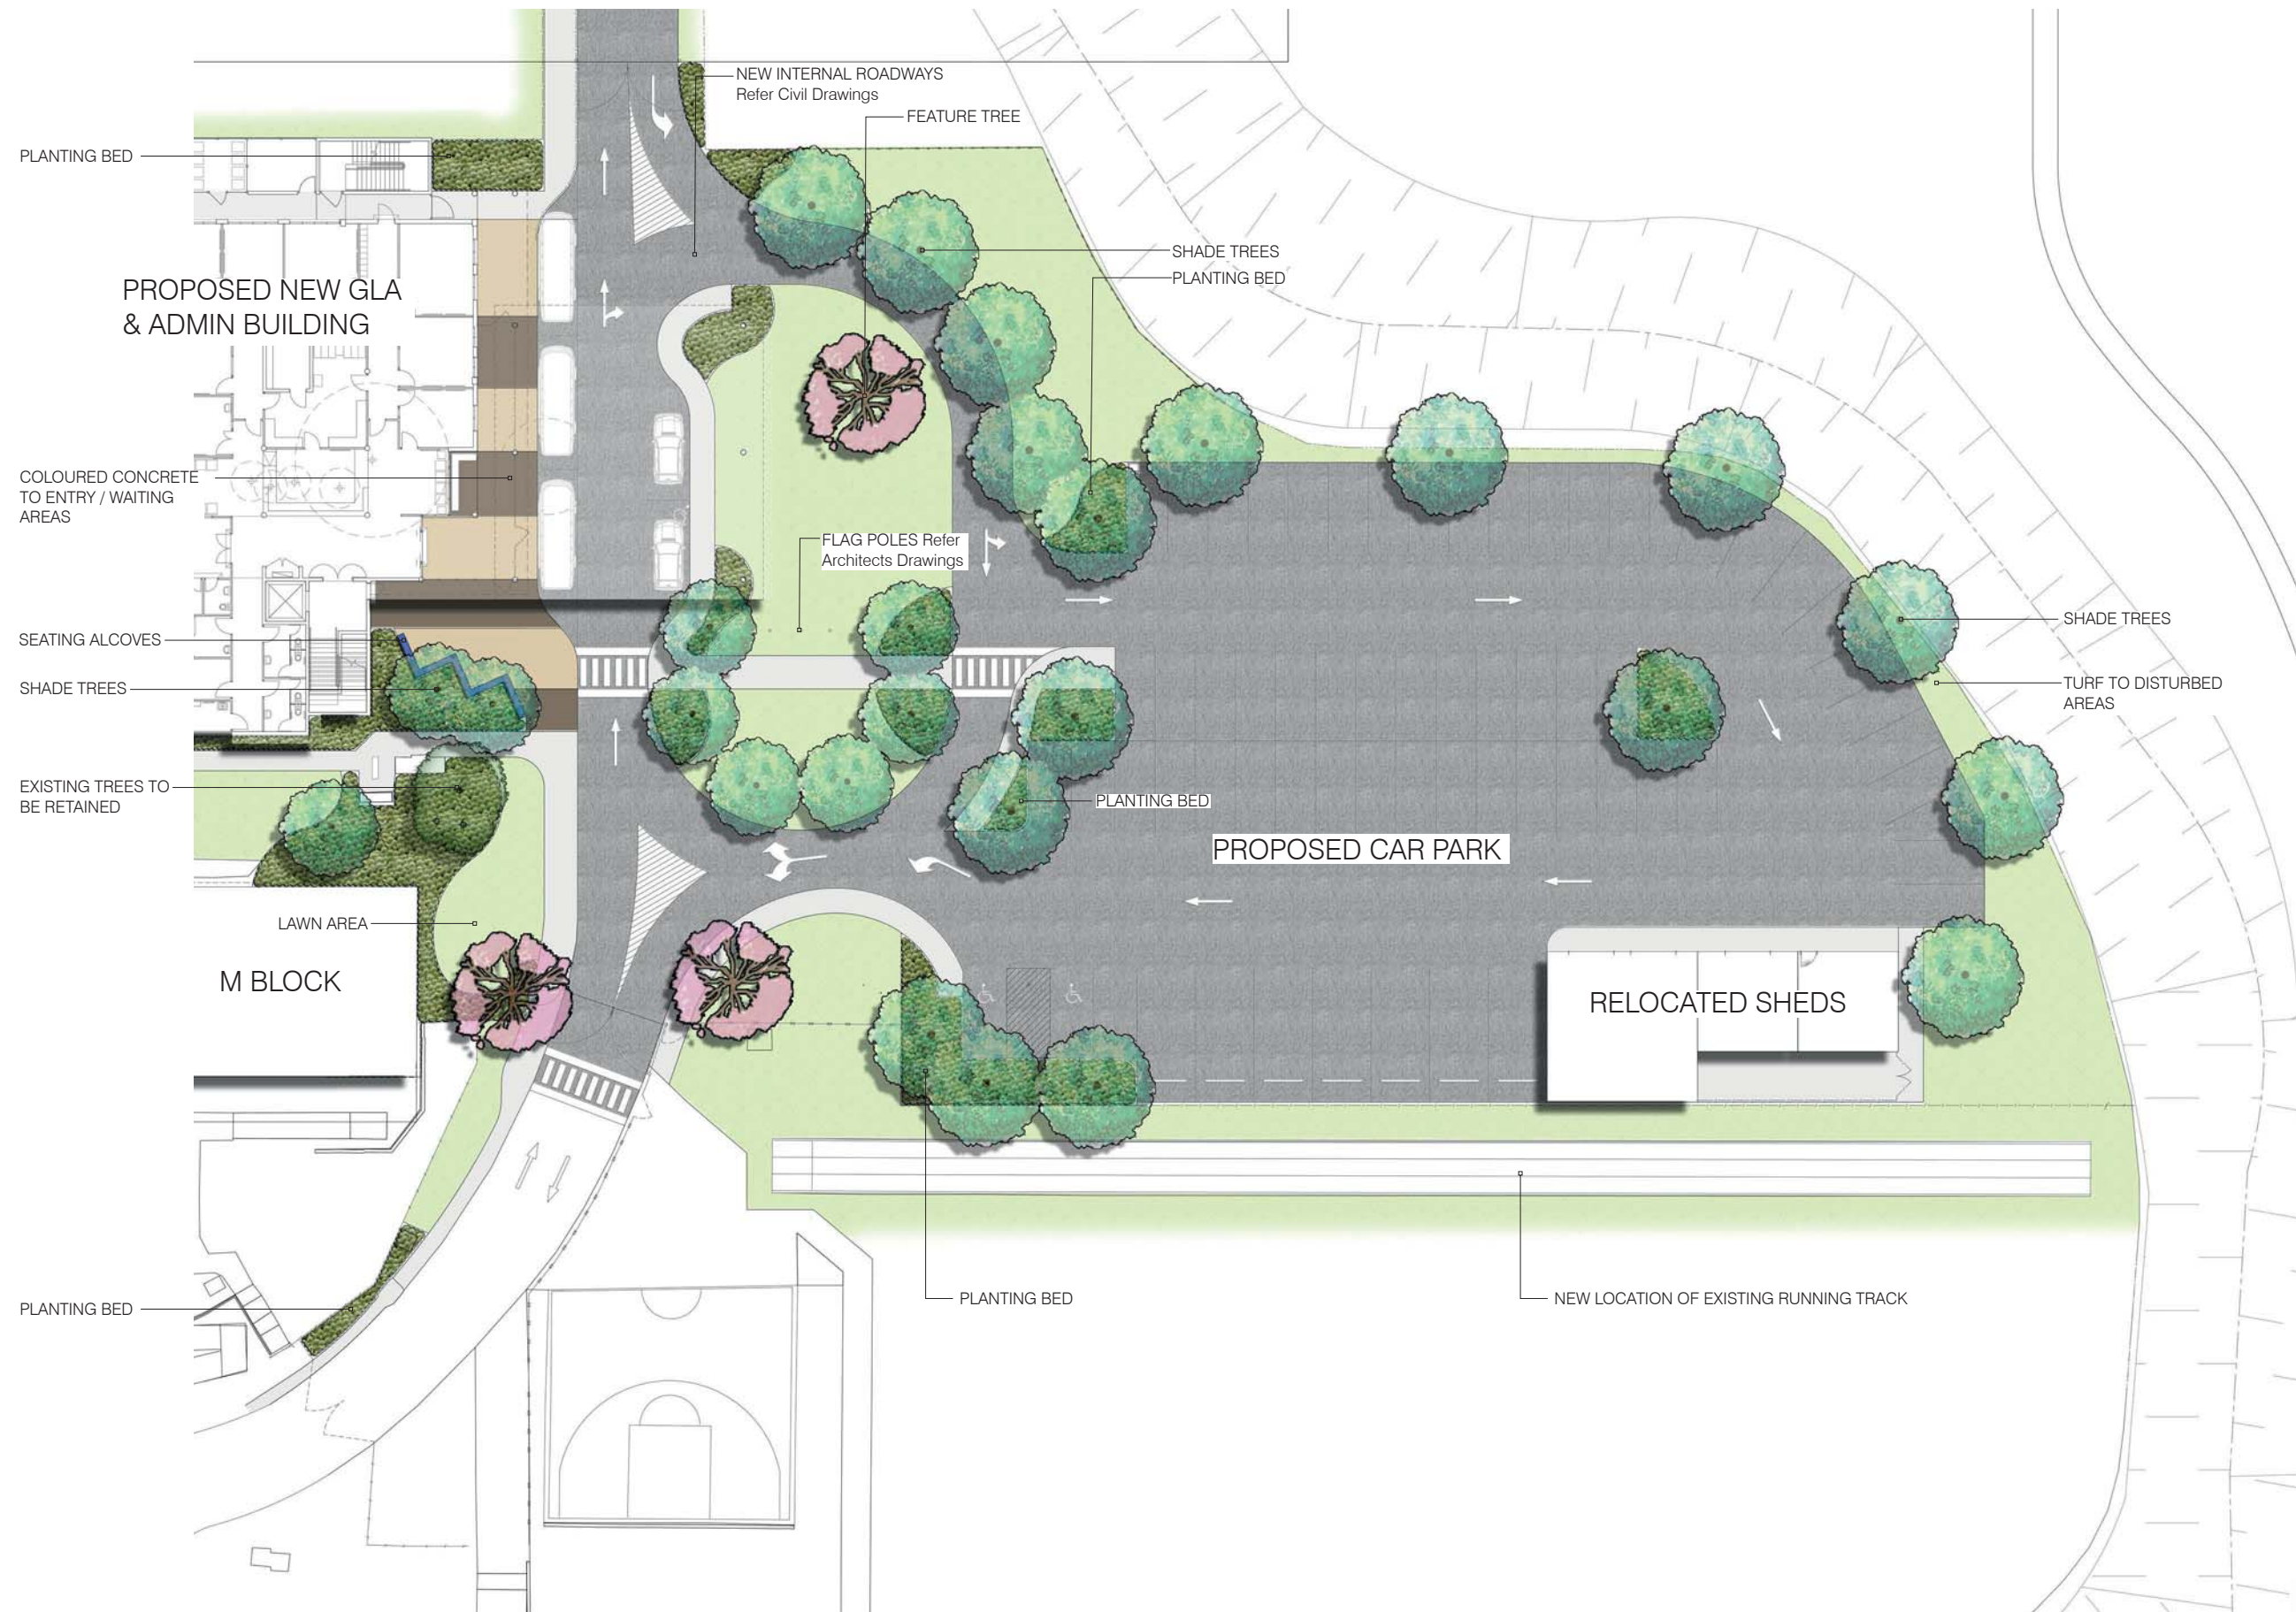 NEW INTERNAL ROADWAYS
Refer Civil Drawings
FEATURE TREE
PLANTING BED
SHADE TREES
PLANTING BED
PROPOSED NEW GLA
& ADMIN BUILDING
COLOURED CONCRETE
TO ENTRY / WAITING
AREAS
FLAG POLES Refer
Architects Drawings
SEATING ALCOVES
SHADE TREES
SHADE TREES
TURF TO DISTURBED
AREAS
EXISTING TREES TO
BE RETAINED
PLANTING BED
PROPOSED CAR PARK
LAWN AREA
M BLOCK
RELOCATED SHEDS
PLANTING BED
PLANTING BED
NEW LOCATION OF EXISTING RUNNING TRACK